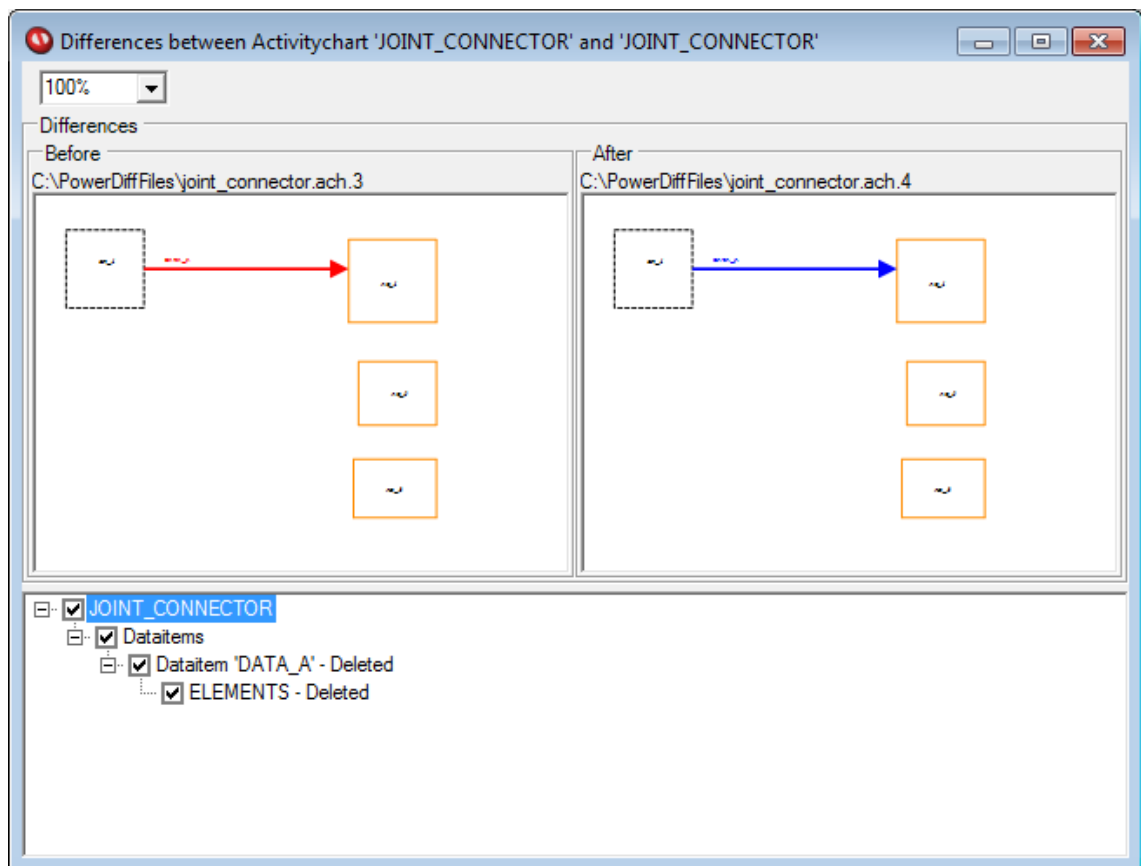 Differences between Activitychart 'JOINT_CONNECTOR' and 'JOINT_CONNECTOR'
100%
Differences
Before
C:\PowerDiffFiles\joint_connector.ach.3
After
C:\PowerDiffFiles\joint_connector.ach.4
JOINT_CONNECTOR
Dataitems
Dataitem 'DATA_A' - Deleted
ELEMENTS - Deleted